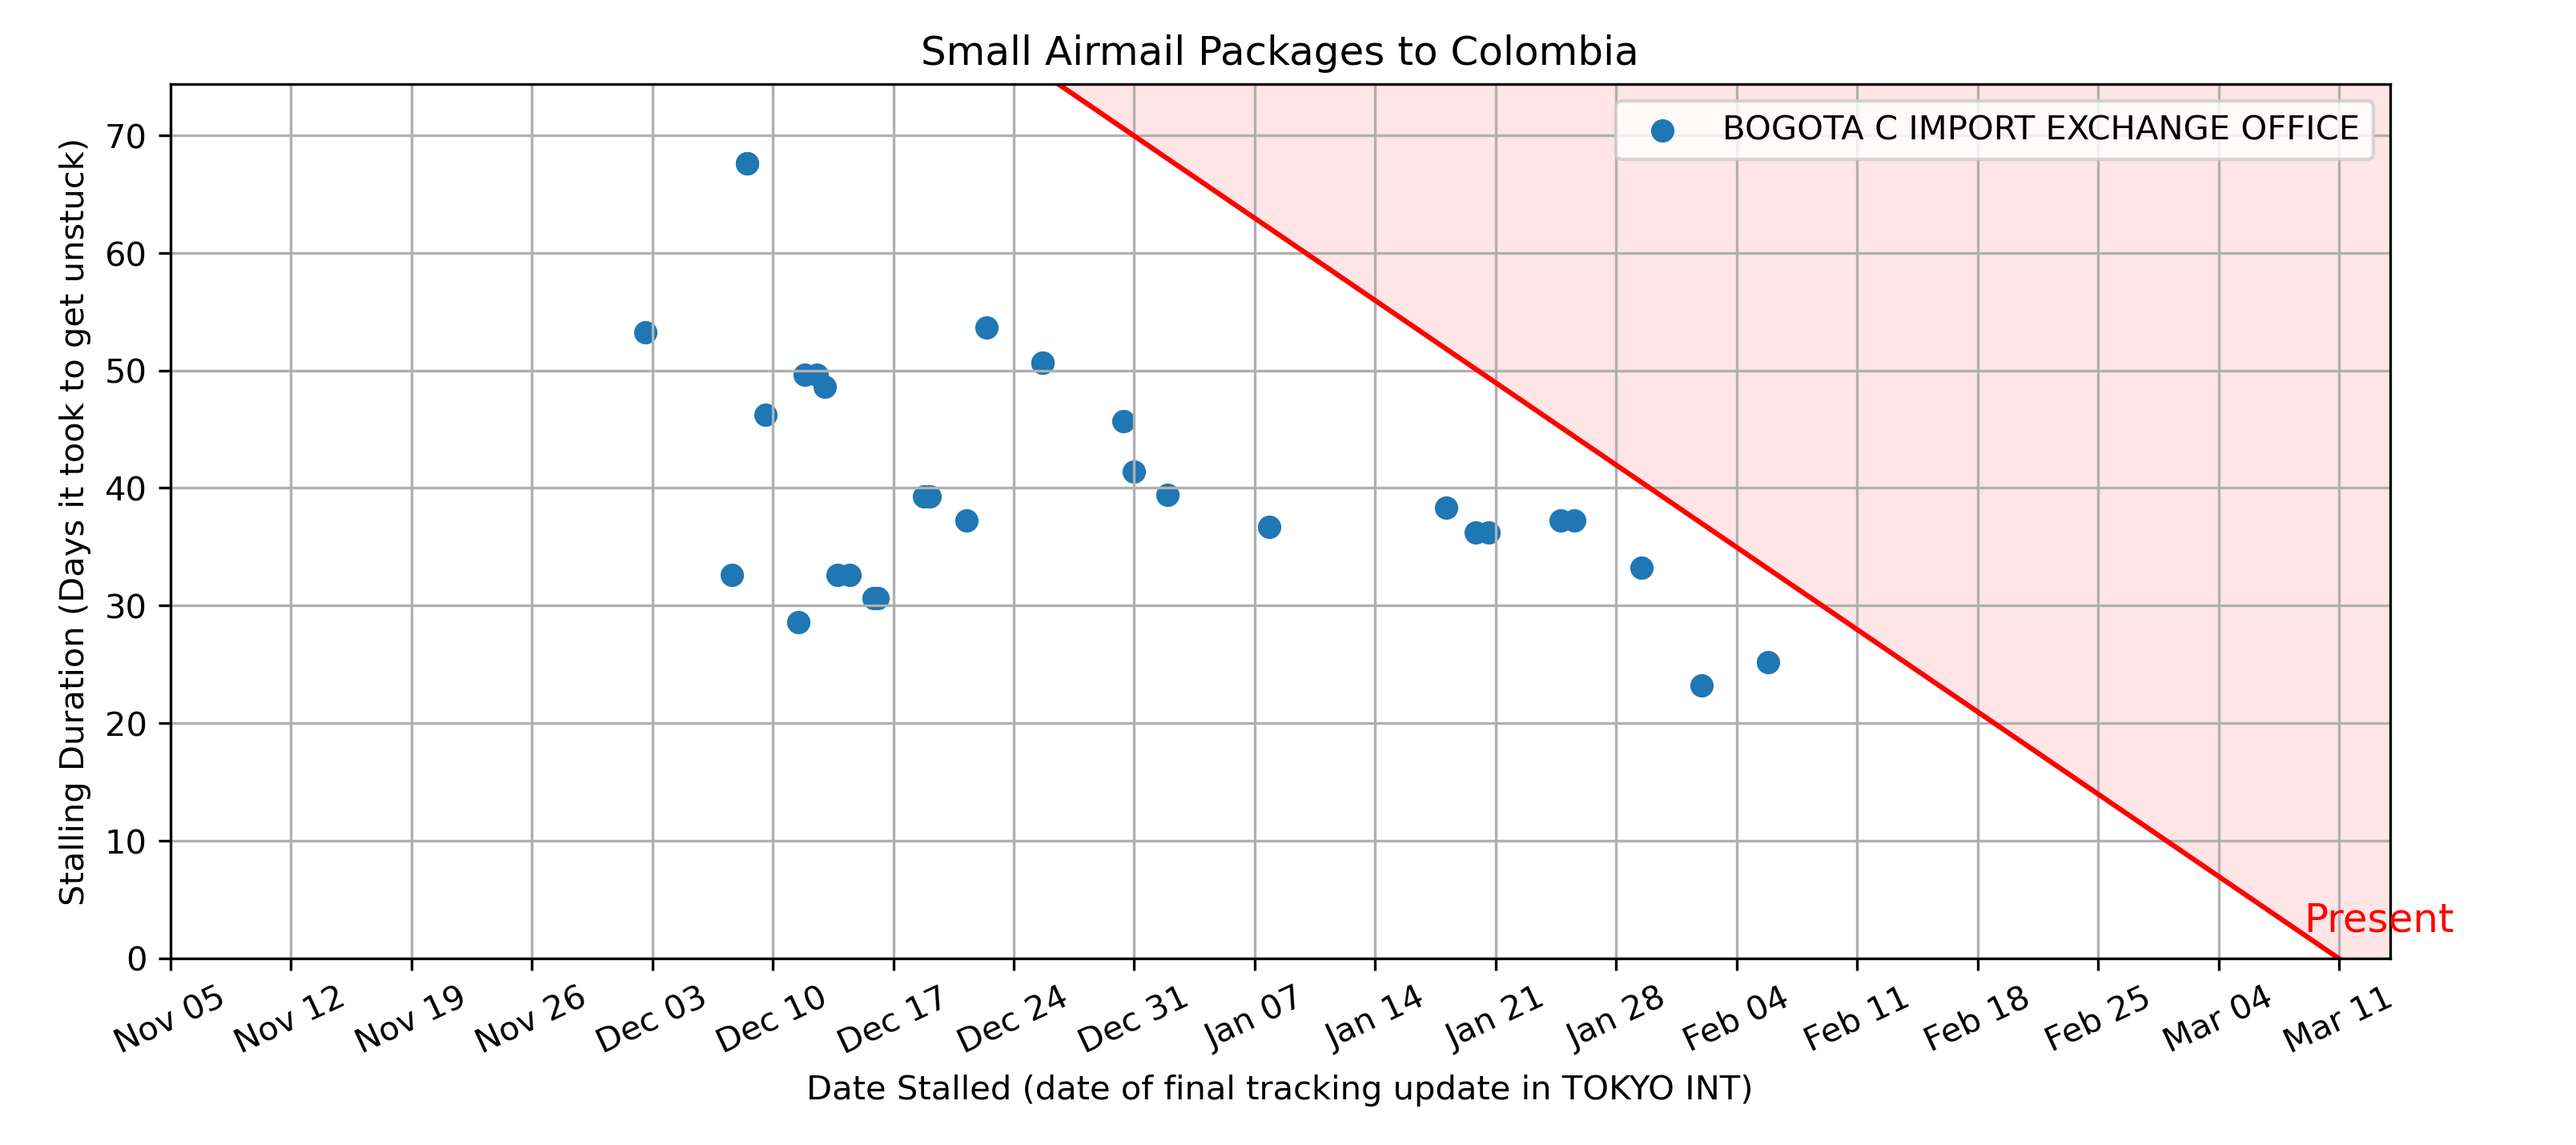 Small Airmail Packages to Colombia
BOGOTA C IMPORT EXCHANGE OFFICE
Stalling Duration (Days it took to get unstuck)
70
60
50
40
30
20
10
0
Present
Nov 05
Nov 12
Nov 19
Nov 26
Dec 03
Dec 10
Dec 17
Dec 24
Dec 31
Jan 07
Jan 14
Jan 21
Jan 28
Feb 04
Feb 11
Feb 18
Feb 25
Mar 04
Mar 11
Date Stalled (date of final tracking update in TOKYO INT)